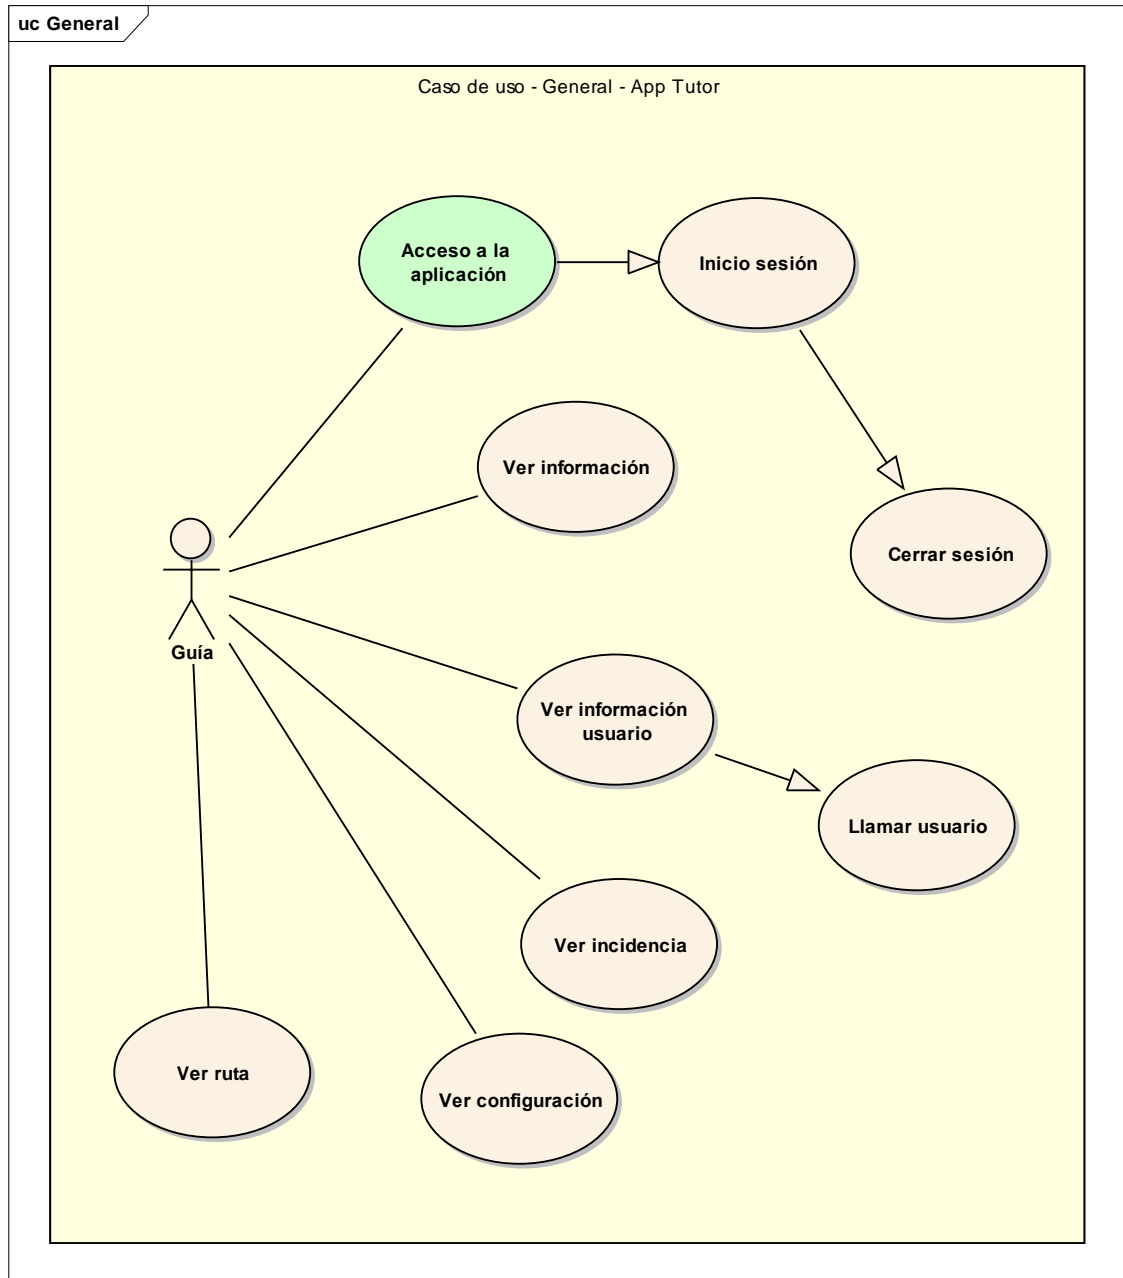 uc General
Caso de uso - General - App Tutor
Acceso a la
aplicación
Inicio sesión
Ver información
Cerrar sesión
Guía
Ver información
usuario
Llamar usuario
Ver incidencia
Ver ruta
Ver configuración